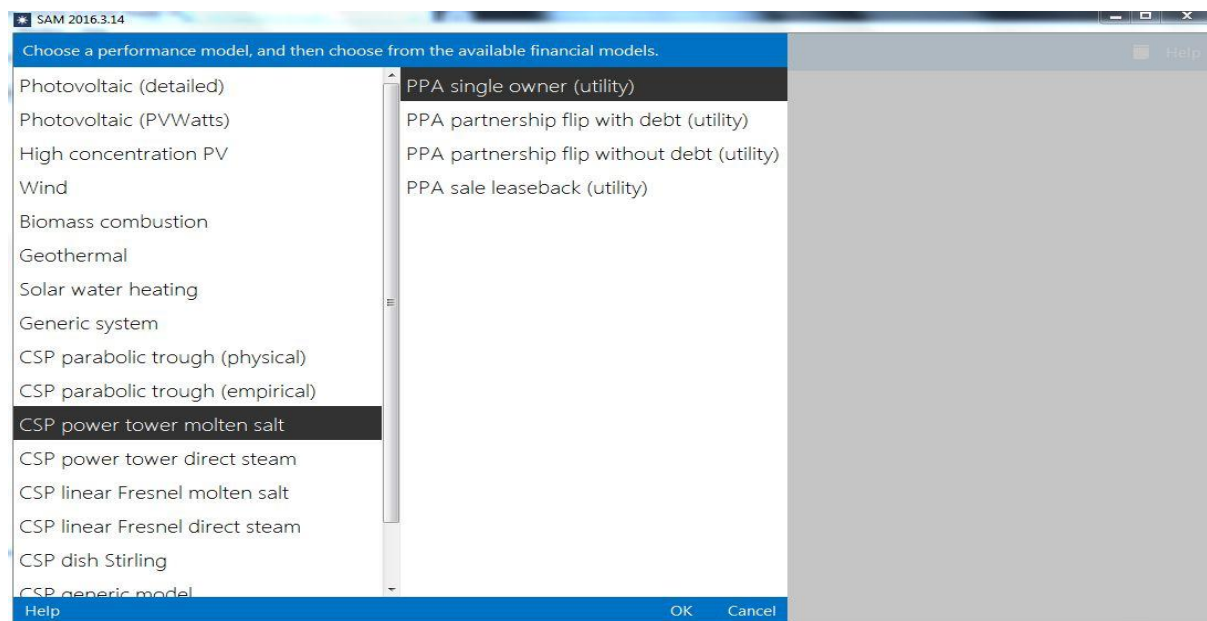 SAM 2016.3.14
Choose a performance model, and then choose from the available financial models.
Help
Photovoltaic (detailed)
Photovoltaic (PVWatts)
High concentration PV
Wind
Biomass combustion
Geothermal
Solar water heating
Generic system
CSP parabolic trough (physical)
CSP parabolic trough (empirical)
CSP power tower molten salt
CSP power tower direct steam
CSP linear Fresnel molten salt
CSP linear Fresnel direct steam
CSP dish Stirling
CSP generic model
PPA single owner (utility)
PPA partnership flip with debt (utility)
PPA partnership flip without debt (utility)
PPA sale leaseback (utility)
Help
OK
Cancel